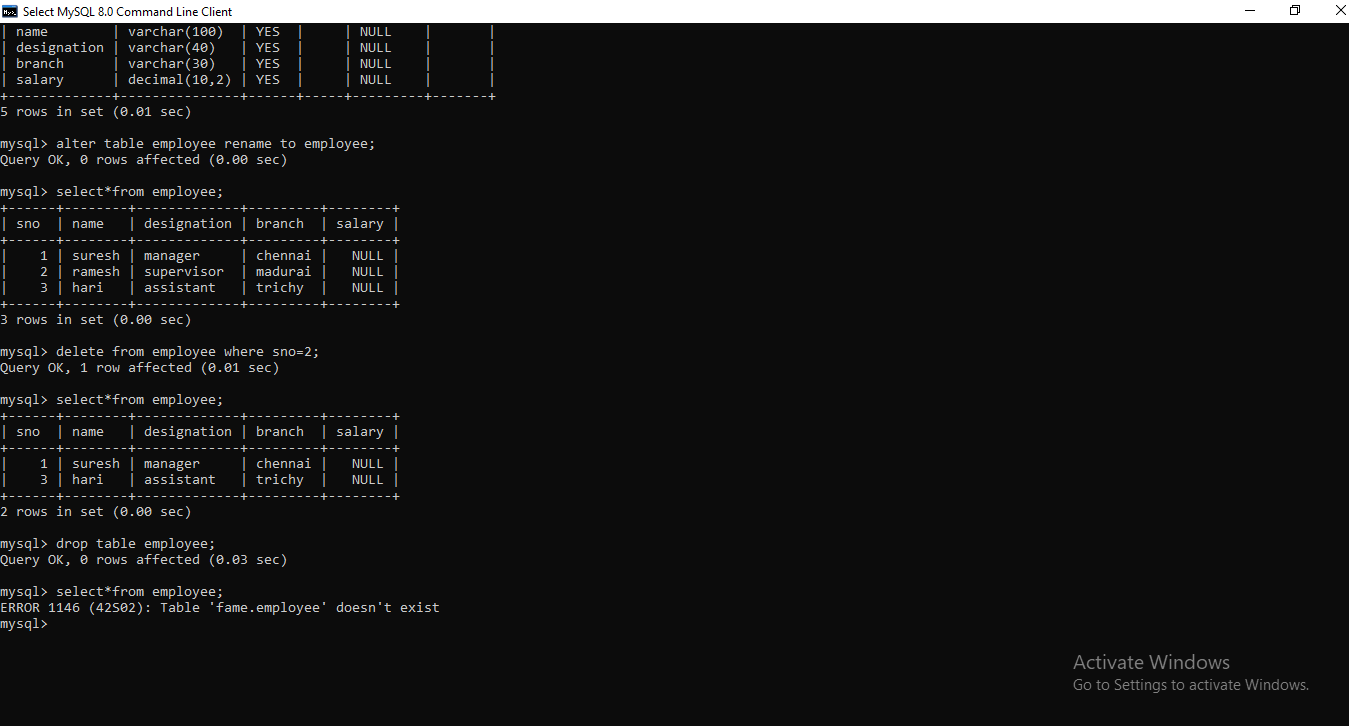 Select MySQL 8.0 Command Line Client
| name        | varchar(100)  | YES  |     | NULL    |       |
| designation | varchar(40)   | YES  |     | NULL    |       |
| branch      | varchar(30)   | YES  |     | NULL    |       |
| salary      | decimal(10,2) | YES  |     | NULL    |       |
+-------------+---------------+------+-----+---------+-------+
5 rows in set (0.01 sec)
mysql> alter table employee rename to employee;
Query OK, 0 rows affected (0.00 sec)
mysql> select*from employee;
+------+--------+-------------+---------+--------+
| sno  | name   | designation | branch  | salary |
+------+--------+-------------+---------+--------+
|    1 | suresh | manager     | chennai |   NULL |
|    2 | ramesh | supervisor  | madurai |   NULL |
|    3 | hari   | assistant   | trichy  |   NULL |
+------+--------+-------------+---------+--------+
3 rows in set (0.00 sec)
mysql> delete from employee where sno=2;
Query OK, 1 row affected (0.01 sec)
mysql> select*from employee;
+------+--------+-------------+---------+--------+
| sno  | name   | designation | branch  | salary |
+------+--------+-------------+---------+--------+
|    1 | suresh | manager     | chennai |   NULL |
|    3 | hari   | assistant   | trichy  |   NULL |
+------+--------+-------------+---------+--------+
2 rows in set (0.00 sec)
mysql> drop table employee;
Query OK, 0 rows affected (0.03 sec)
mysql> select*from employee;
ERROR 1146 (42S02): Table 'fame.employee' doesn't exist
mysql>
Activate Windows
Go to Settings to activate Windows.